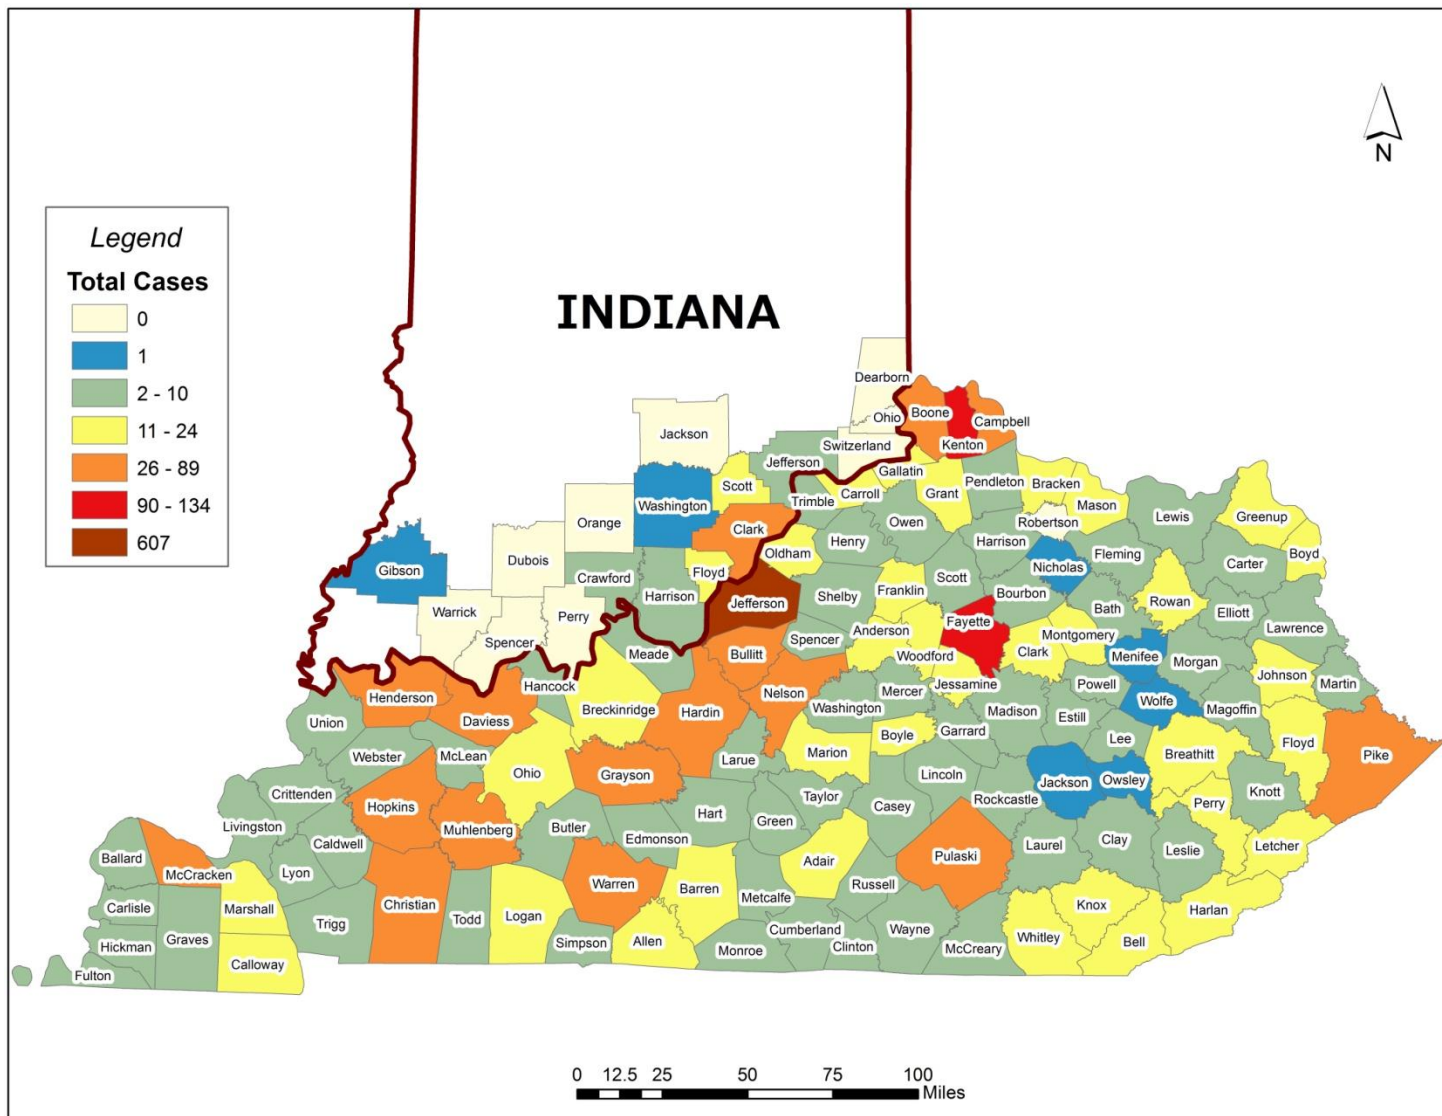 N
Legend
Total Cases
0
1
2 - 10
11 - 24
26 - 89
90 - 134
607
INDIANA
Dearborn
Ohio
Boone
Campbell
Kenton
Jackson
Switzerland
Jefferson
Gallatin
Scott
Washington
Trimble
Carroll
Grant
Pendleton
Bracken
Mason
Lewis
Greenup
Orange
Clark
Owen
Robertson
Boyd
Dubois
Oldham
Henry
Harrison
Fleming
Carter
Gibson
Crawford
Floyd
Nicholas
Harrison
Jefferson
Shelby
Franklin
Scott
Bourbon
Bath
Rowan
Elliott
Warrick
Perry
Fayette
Lawrence
Spencer
Spencer
Anderson
Montgomery
Meade
Bullitt
Woodford
Clark
Menifee
Morgan
Johnson
Martin
Henderson
Hancock
Nelson
Jessamine
Powell
Union
Daviess
Breckinridge
Hardin
Washington
Mercer
Madison
Wolfe
Magoffin
Webster
McLean
Marion
Boyle
Garrard
Estill
Lee
Breathitt
Floyd
Pike
Ohio
Grayson
Larue
Lincoln
Jackson
Owsley
Crittenden
Hopkins
Taylor
Casey
Rockcastle
Perry
Knott
Livingston
Muhlenberg
Butler
Hart
Green
Caldwell
Edmonson
Laurel
Clay
Leslie
Letcher
Ballard
McCracken
Lyon
Adair
Pulaski
Carlisle
Marshall
Christian
Warren
Barren
Russell
Metcalfe
Knox
Harlan
Hickman
Graves
Trigg
Todd
Logan
Cumberland
Wayne
Whitley
Bell
Fulton
Calloway
Simpson
Allen
Monroe
Clinton
McCreary
0 12.5 25 50 75 100
Miles